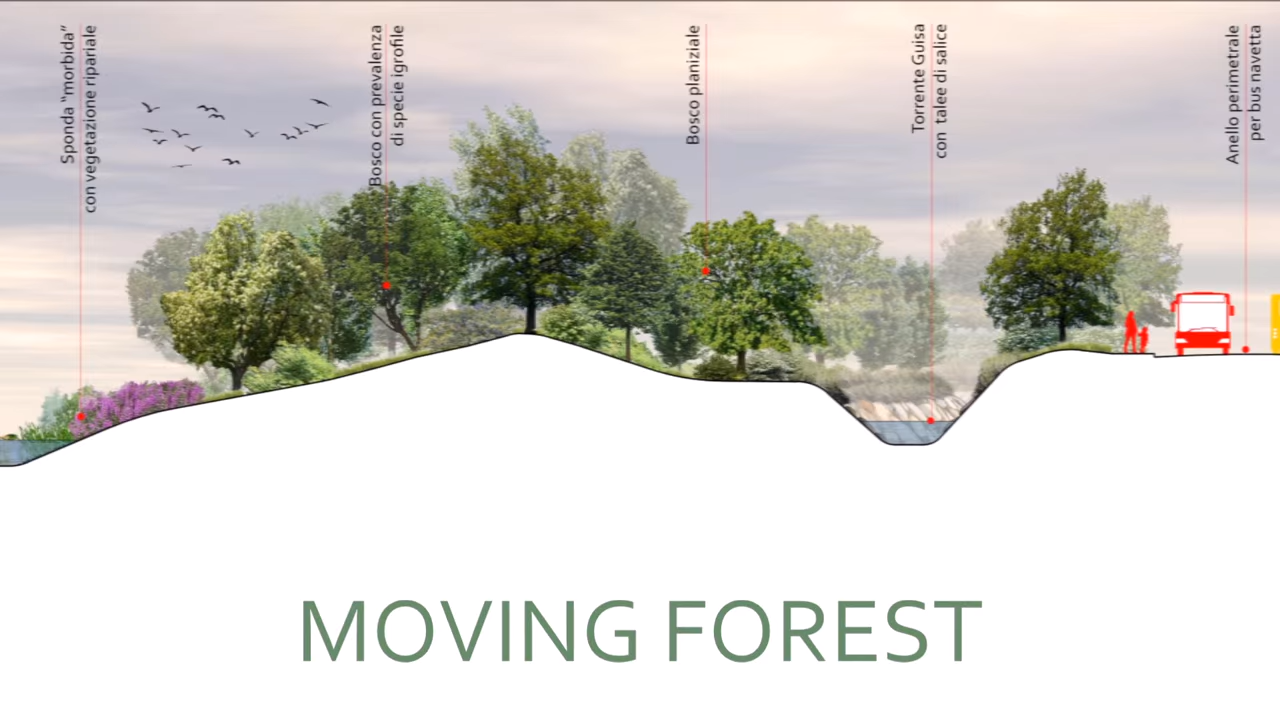 Sponda “morbida”
con vegetazione ripariale
Bosco con prevalenza
di specie igrofile
Bosco planiziale
Torrente Guisa
con talee di salice
Anello perimetrale
per bus navetta
MOVING FOREST